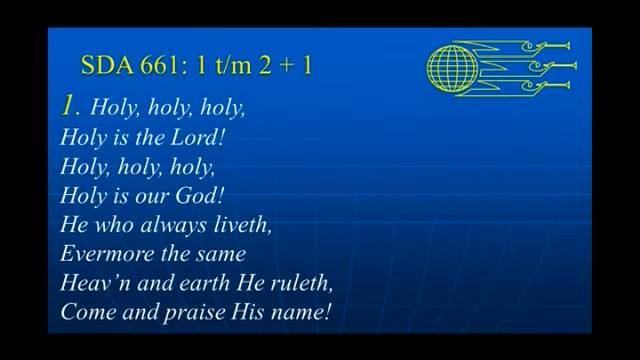 SDA 661: 1 t/m 2 + 1
1. Holy, holy, holy,
Holy is the Lord!
Holy, holy, holy,
Holy is our God!
He who always liveth,
Evermore the same
Heav’n and earth He ruleth,
Come and praise His name!